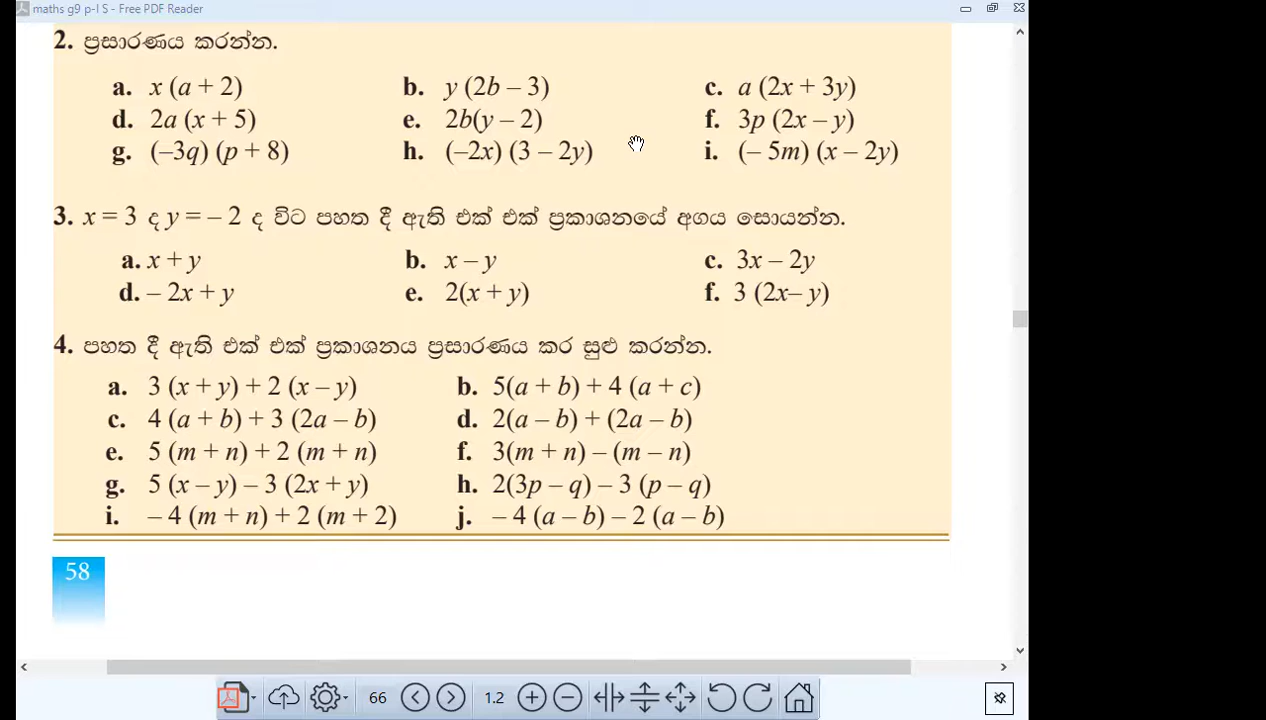 maths g9 p-I S - Free PDF Reader
2. ප්‍රසාරණය කරන්න.
a. x (a + 2) b. y (2b – 3) c. a (2x + 3y)
d. 2a (x + 5) e. 2b(y – 2) f. 3p (2x – y)
g. (–3q) (p + 8) h. (–2x) (3 – 2y) i. (– 5m) (x – 2y)
3. x = 3 ද y = – 2 ද විට පහත දී ඇති එක් එක් ප්‍රකාශනයේ අගය සොයන්න.
a. x + y b. x – y c. 3x – 2y
d. – 2x + y e. 2(x + y) f. 3 (2x– y)
4. පහත දී ඇති එක් එක් ප්‍රකාශනය ප්‍රසාරණය කර සුළු කරන්න.
a. 3 (x + y) + 2 (x – y) b. 5(a + b) + 4 (a + c)
c. 4 (a + b) + 3 (2a – b) d. 2(a – b) + (2a – b)
e. 5 (m + n) + 2 (m + n) f. 3(m + n) – (m – n)
g. 5 (x – y) – 3 (2x + y) h. 2(3p – q) – 3 (p – q)
i. – 4 (m + n) + 2 (m + 2) j. – 4 (a – b) – 2 (a – b)
58
66 1.2